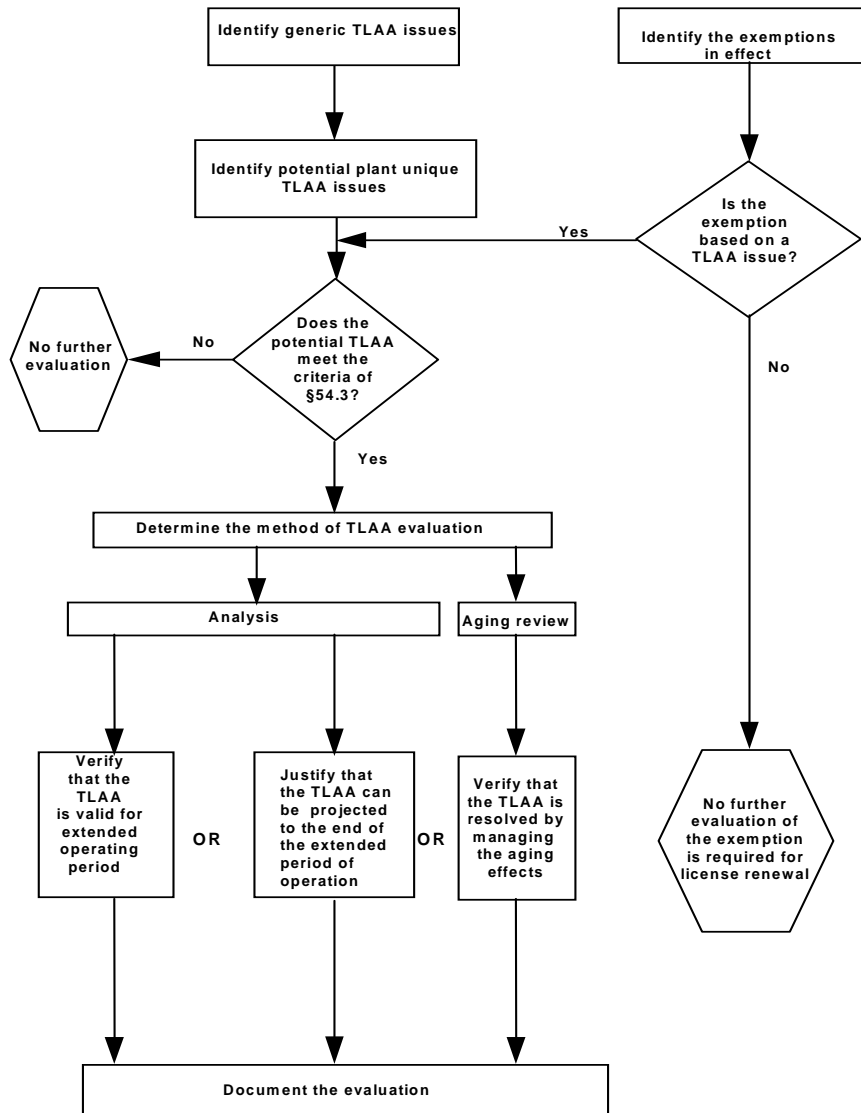 Identify generic TLAA issues
Identify the exemptions
in effect
Identify potential plant unique
TLAA issues
Is the
exemption
based on a
TLAA issue?
Yes
Does the
potential TLAA
meet the
criteria of
§54.3?
No
No further
evaluation
No
Yes
Determine the method of TLAA evaluation
Analysis
Aging review
Verify
that the
TLAA
is valid for
extended
operating
period
OR
Justify that
the TLAA can
be projected
to the end of
the extended
period of
operation
OR
Verify that
the TLAA is
resolved by
managing
the aging
effects
No further
evaluation of
the exemption
is required for
license renewal
Document the evaluation